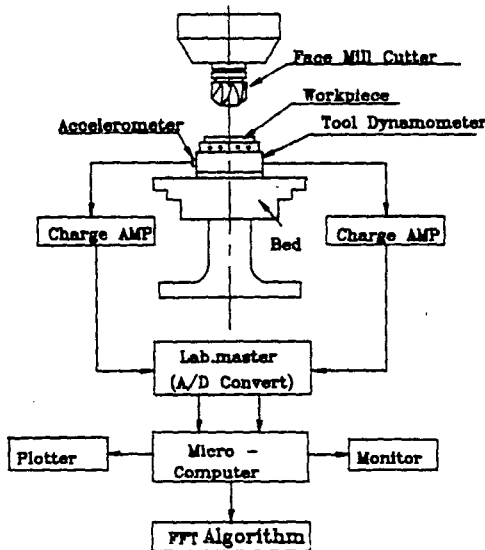 Face Mill Cutter
Workpiece
Accelerometer
Tool Dynamometer
Charge AMP
Bed
Charge AMP
Lab.master
(A/D Convert)
Plotter
Micro -
Computer
Monitor
FFT Algorithm